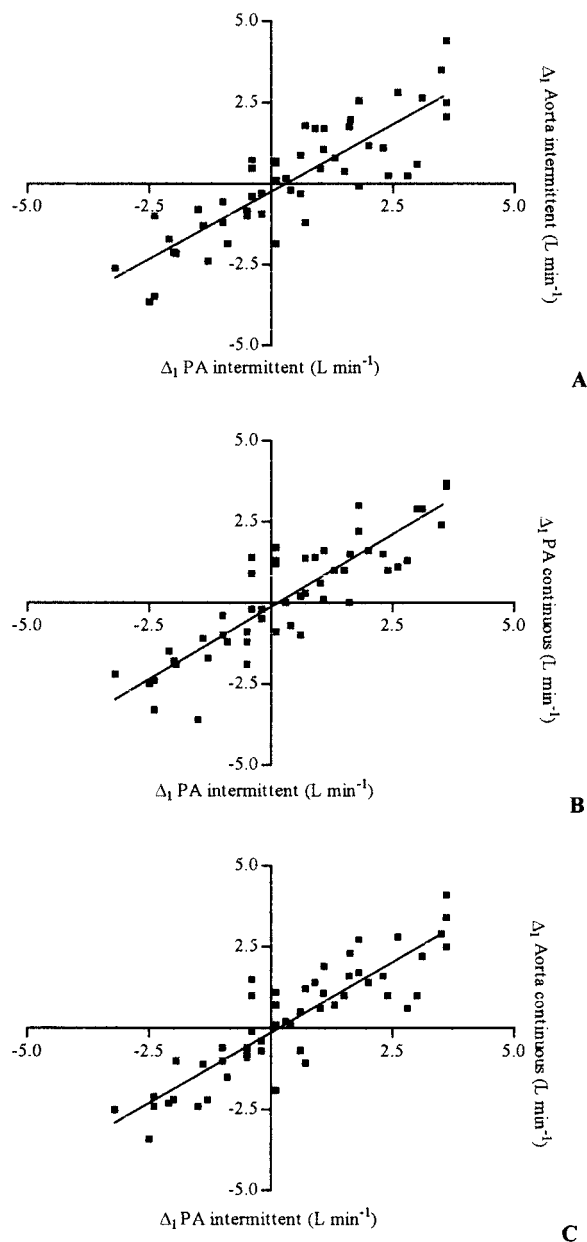 5.0
2.5
-5.0
-2.5
2.5
5.0
-2.5
-5.0
Δ₁ Aorta intermittent (L min⁻¹)
Δ₁ PA intermittent (L min⁻¹)
A
5.0
2.5
-5.0
-2.5
2.5
5.0
-2.5
-5.0
Δ₁ PA continuous (L min⁻¹)
Δ₁ PA intermittent (L min⁻¹)
B
5.0
2.5
-5.0
-2.5
2.5
5.0
-2.5
-5.0
Δ₁ Aorta continuous (L min⁻¹)
Δ₁ PA intermittent (L min⁻¹)
C